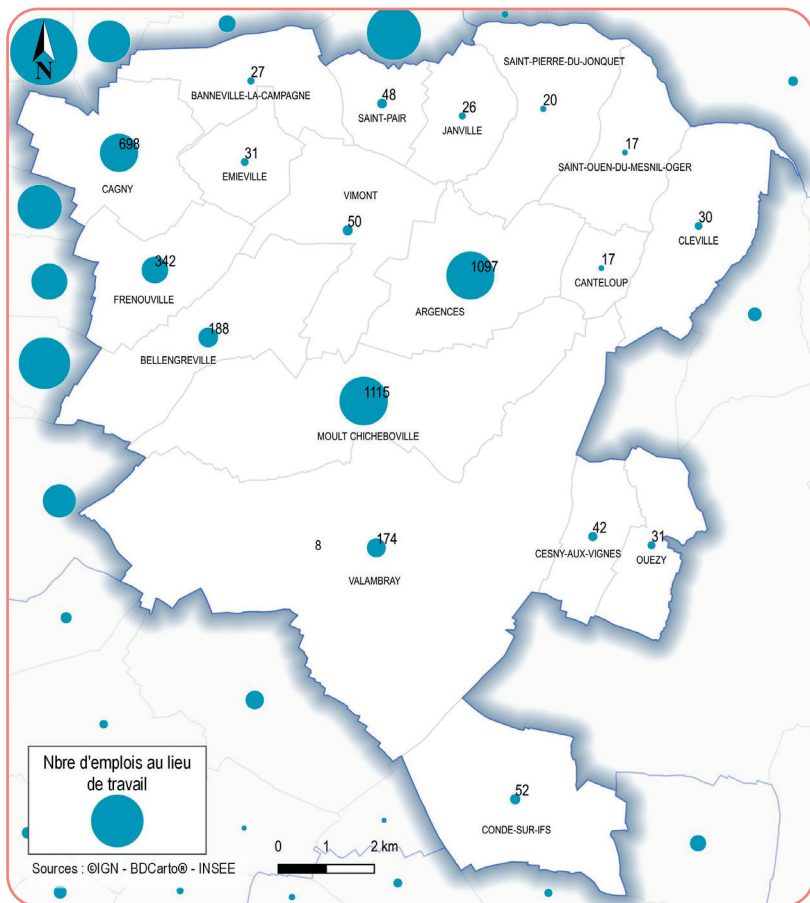 N
27
BANNEVILLE-LA-CAMPAGNE
SAINT-PIERRE-DU-JONQUET
48
SAINT-PAIR
26
JANVILLE
20
698
CAGNY
31
EMIEVILLE
17
SAINT-OUEN-DU-MESNIL-OGER
VIMONT
50
30
CLEVILLE
342
FRENOUVILLE
1097
ARGENCES
17
CANTELOUP
188
BELLENGREVILLE
1115
MOULT CHICHEBOVILLE
8
174
VALAMBRAY
42
CESNY-AUX-VIGNES
31
OUEZY
52
CONDE-SUR-IFS
Nbre d'emplois au lieu
de travail
Sources : ©IGN - BDCarto® - INSEE
0 1 2 km